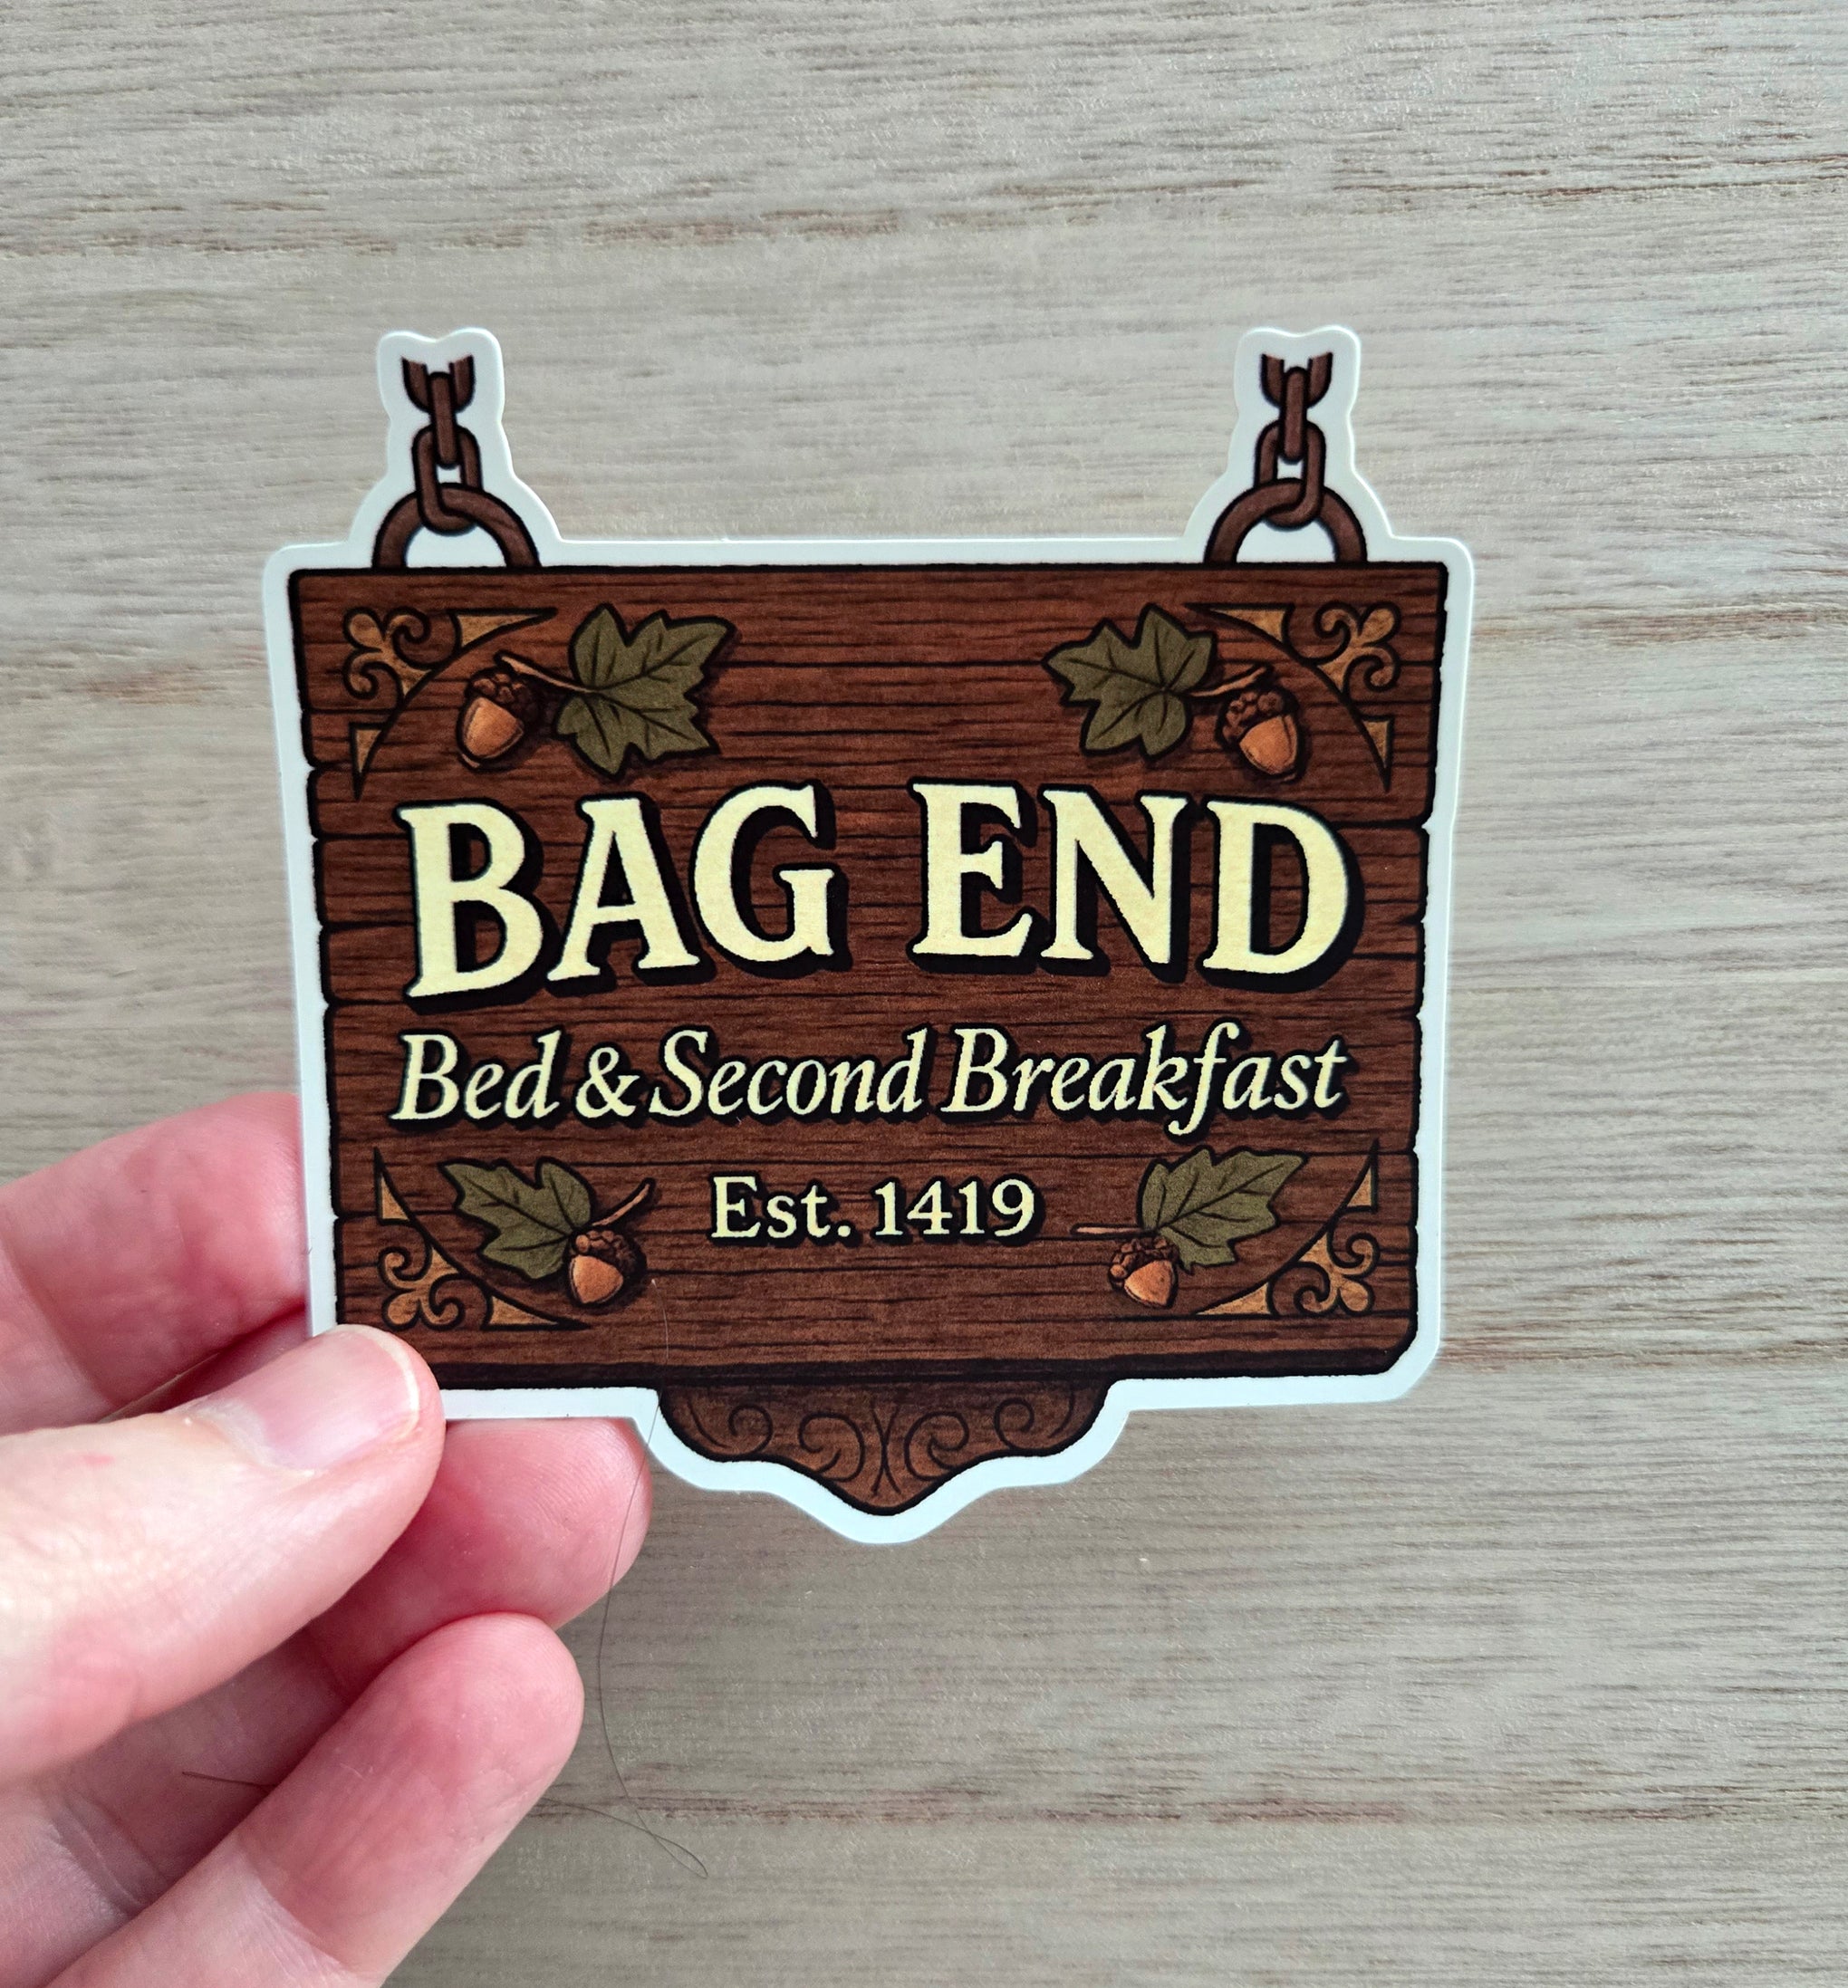 BAG END
Bed & Second Breakfast
Est. 1419